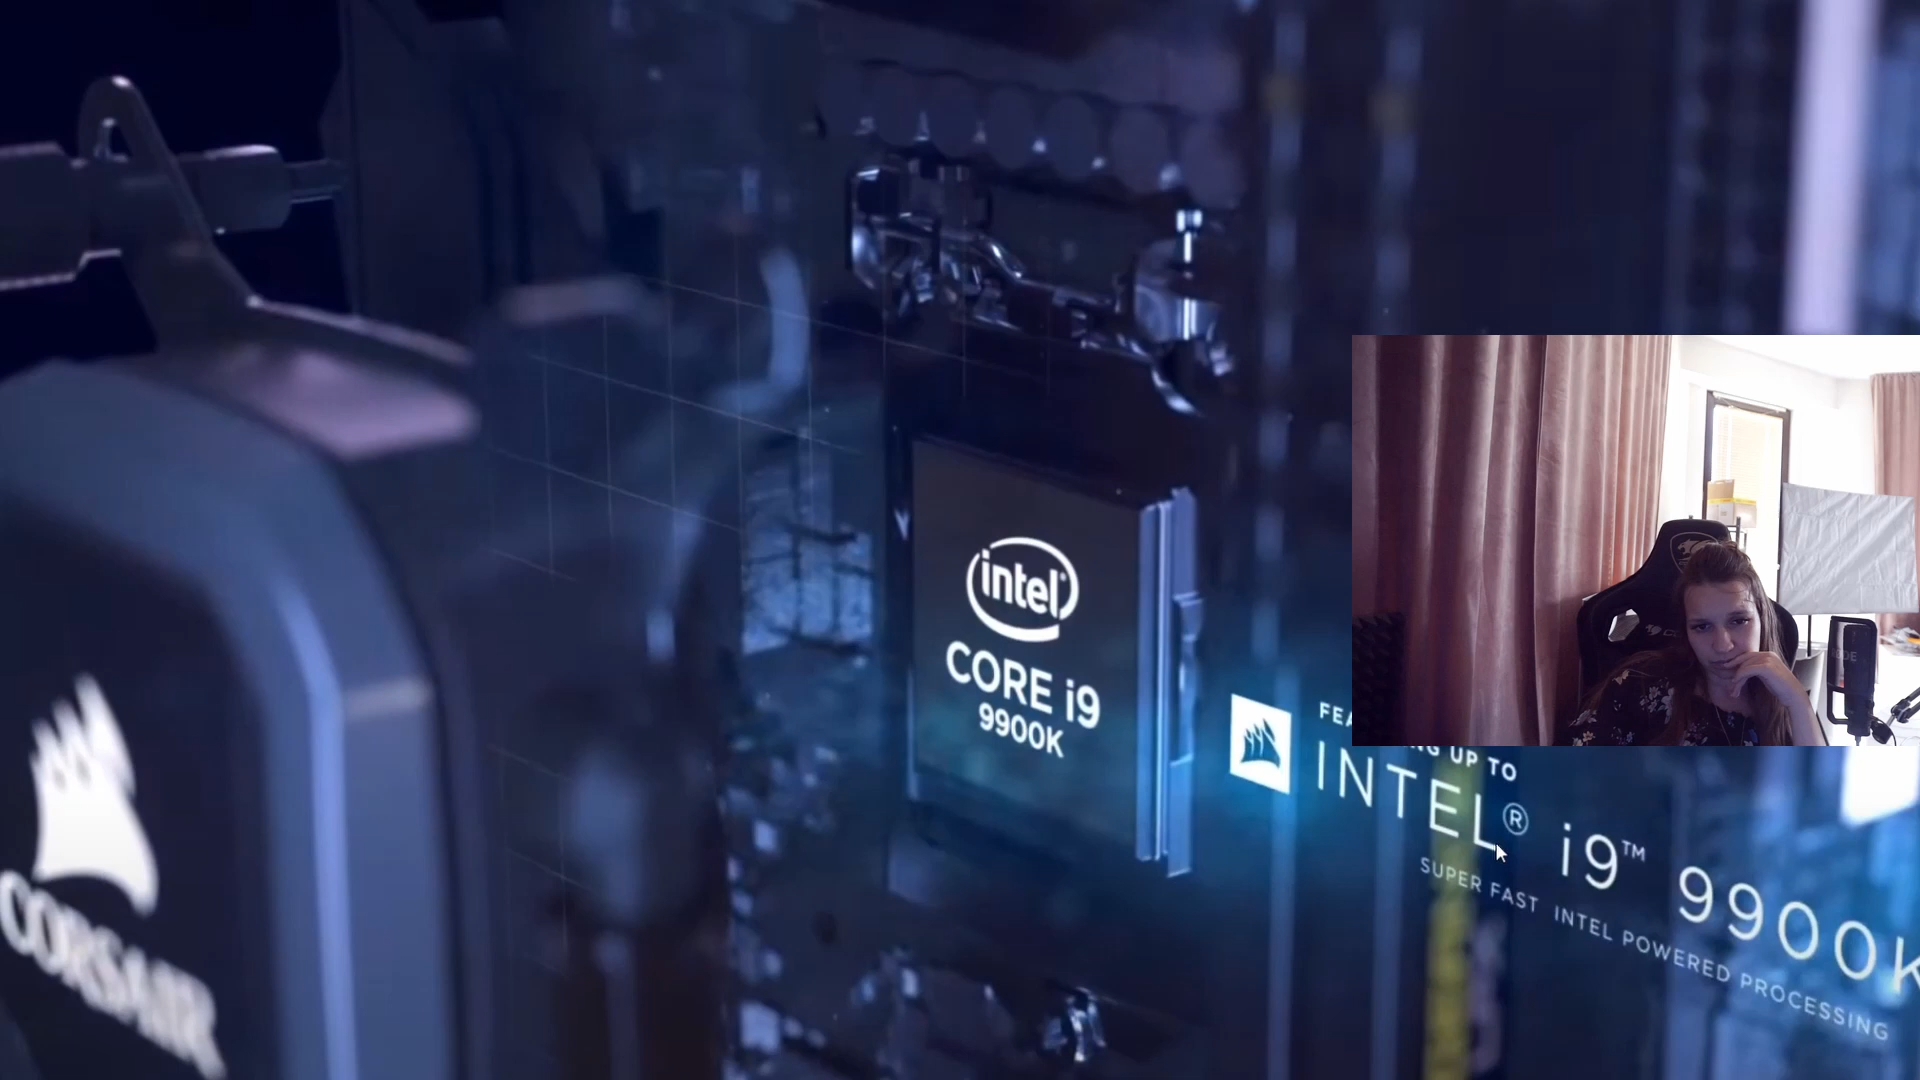 intel
CORE i9
9900K
CORSAIR
UP TO
INTEL® i9™ 9900K
SUPER FAST INTEL POWERED PROCESSING